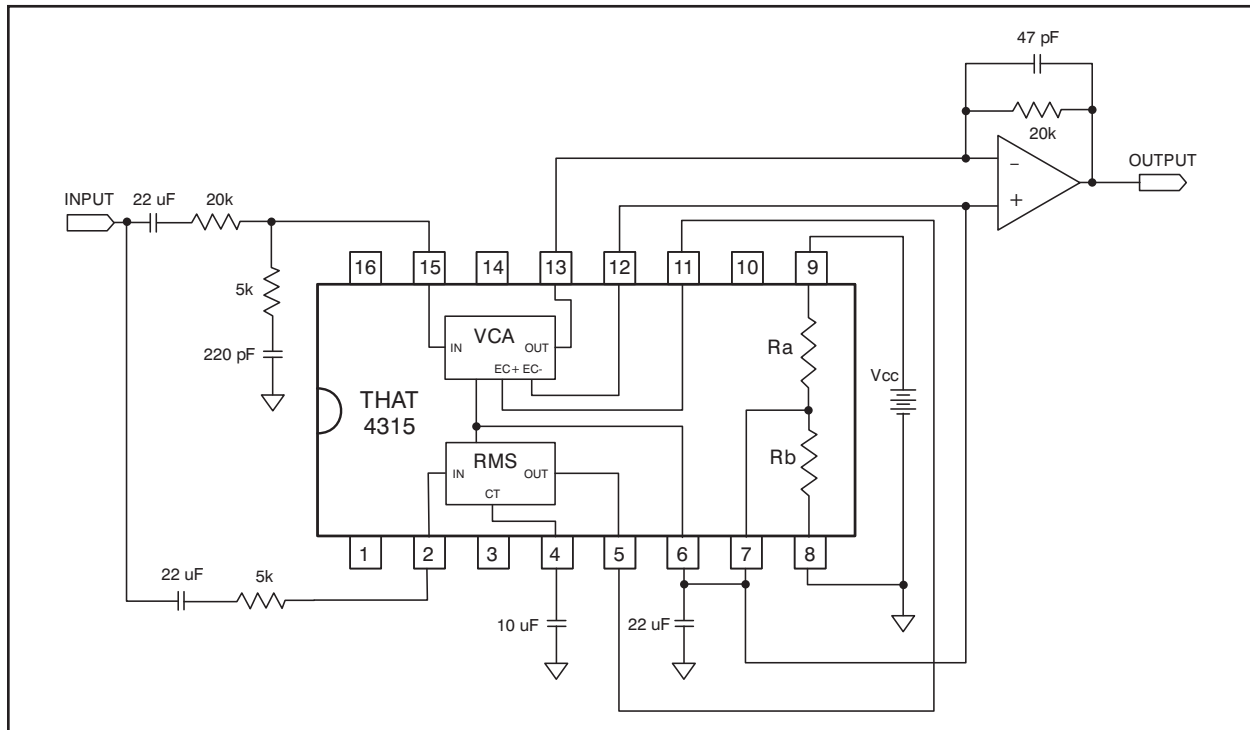 47 pF
20k
OUTPUT
INPUT
22 uF
20k
-
+
16
15
14
13
12
11
10
9
5k
220 pF
VCA
IN
OUT
EC+ EC-
Ra
Vcc
THAT
4315
RMS
IN
OUT
CT
Rb
1
2
3
4
5
6
7
8
22 uF
5k
10 uF
22 uF